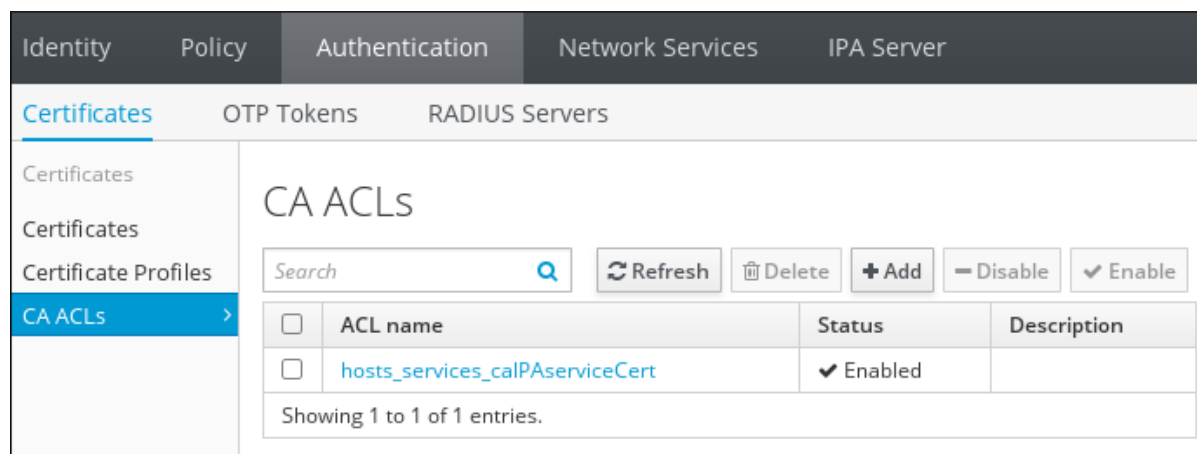 Identity Policy Authentication Network Services IPA Server
Certificates OTP Tokens RADIUS Servers
Certificates
Certificates
Certificate Profiles
CA ACLs
CA ACLs
Search Refresh Delete Add Disable Enable
ACL name Status Description
hosts_services_caIPAserviceCert Enabled
Showing 1 to 1 of 1 entries.